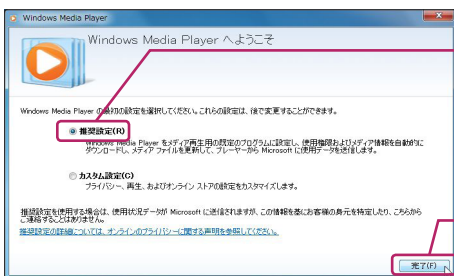 Windows Media Player
Windows Media Player へようこそ
Windows Media Player の最初の設定を選択してください。これらの設定は、後で変更することができます。
推奨設定(R)
Windows Media Player をメディア再生用の既定のプログラムに設定し、使用権限およびメディア情報を自動的に
ダウンロードし、メディア ファイルを更新して、プレーヤーから Microsoft に使用データを送信します。
カスタム設定(C)
プライバシー、再生、およびオンライン ストアの設定をカスタマイズします。
推奨設定を使用する場合は、使用状況データが Microsoft に送信されますが、この情報を基にお客様の身元を特定したり、こちらから
ご連絡することはありません。
推奨設定の詳細については、オンラインのプライバシーに関する声明を参照してください。
完了(F)